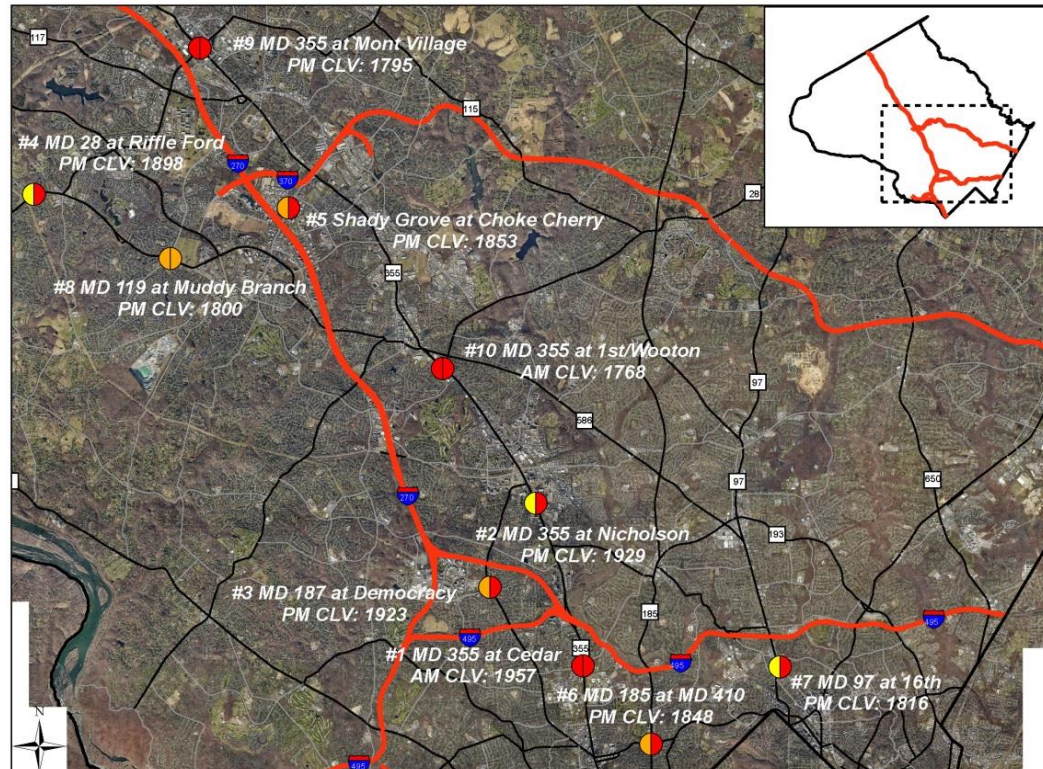 117
#9 MD 355 at Mont Village
PM CLV: 1795
115
#4 MD 28 at Riffle Ford
PM CLV: 1898
270
370
28
#5 Shady Grove at Choke Cherry
PM CLV: 1853
355
#8 MD 119 at Muddy Branch
PM CLV: 1800
#10 MD 355 at 1st/Wooton
AM CLV: 1768
97
586
270
97
650
#2 MD 355 at Nicholson
PM CLV: 1929
193
#3 MD 187 at Democracy
PM CLV: 1923
185
495
495
#1 MD 355 at Cedar
AM CLV: 1957
355
495
#6 MD 185 at MD 410
PM CLV: 1848
#7 MD 97 at 16th
PM CLV: 1816
N
495